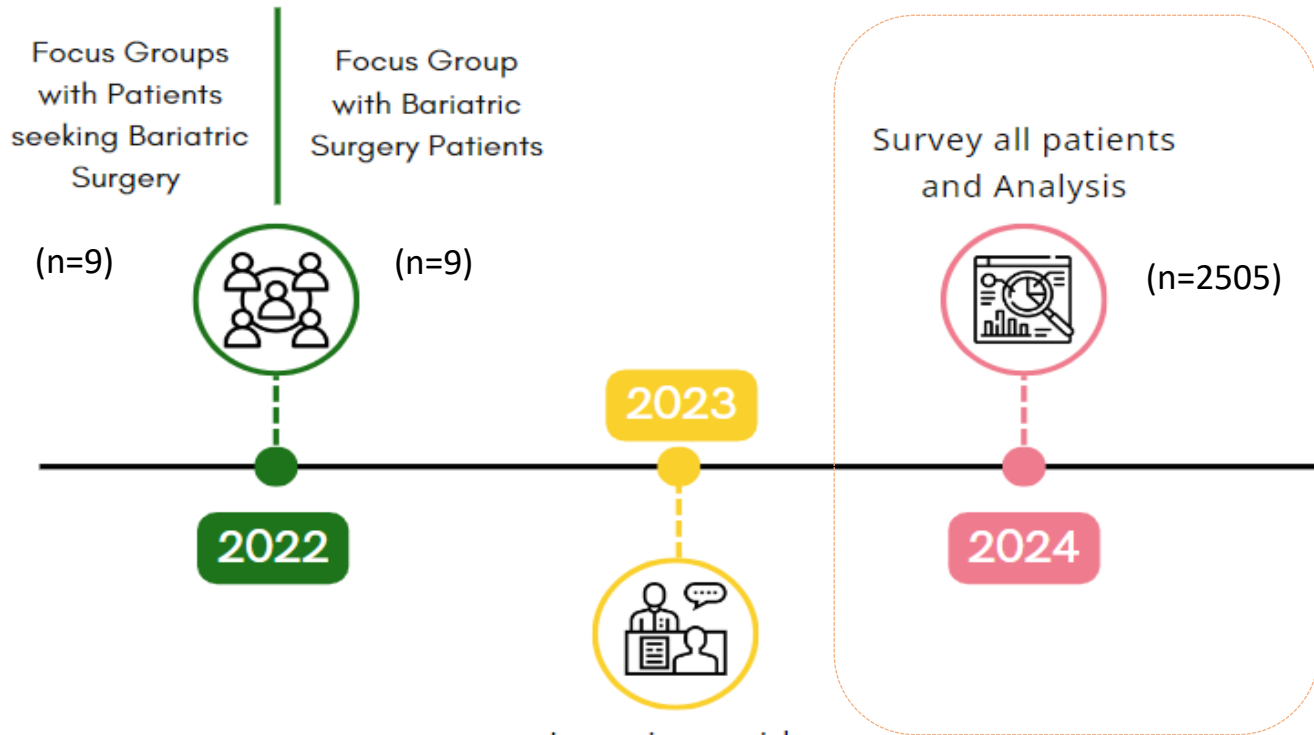 Focus Groups
with Patients
seeking Bariatric
Surgery
Focus Group
with Bariatric
Surgery Patients
(n=9)
(n=9)
Survey all patients
and Analysis
(n=2505)
2022
2023
2024